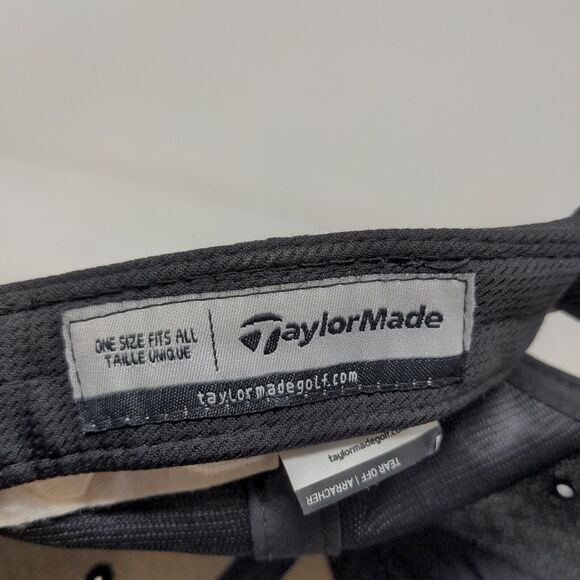 ONE SIZE FITS ALL
TAILLE UNIQUE
TaylorMade
taylormadegolf.com
taylormadegolf.com
TEAR OFF | ARRACHER